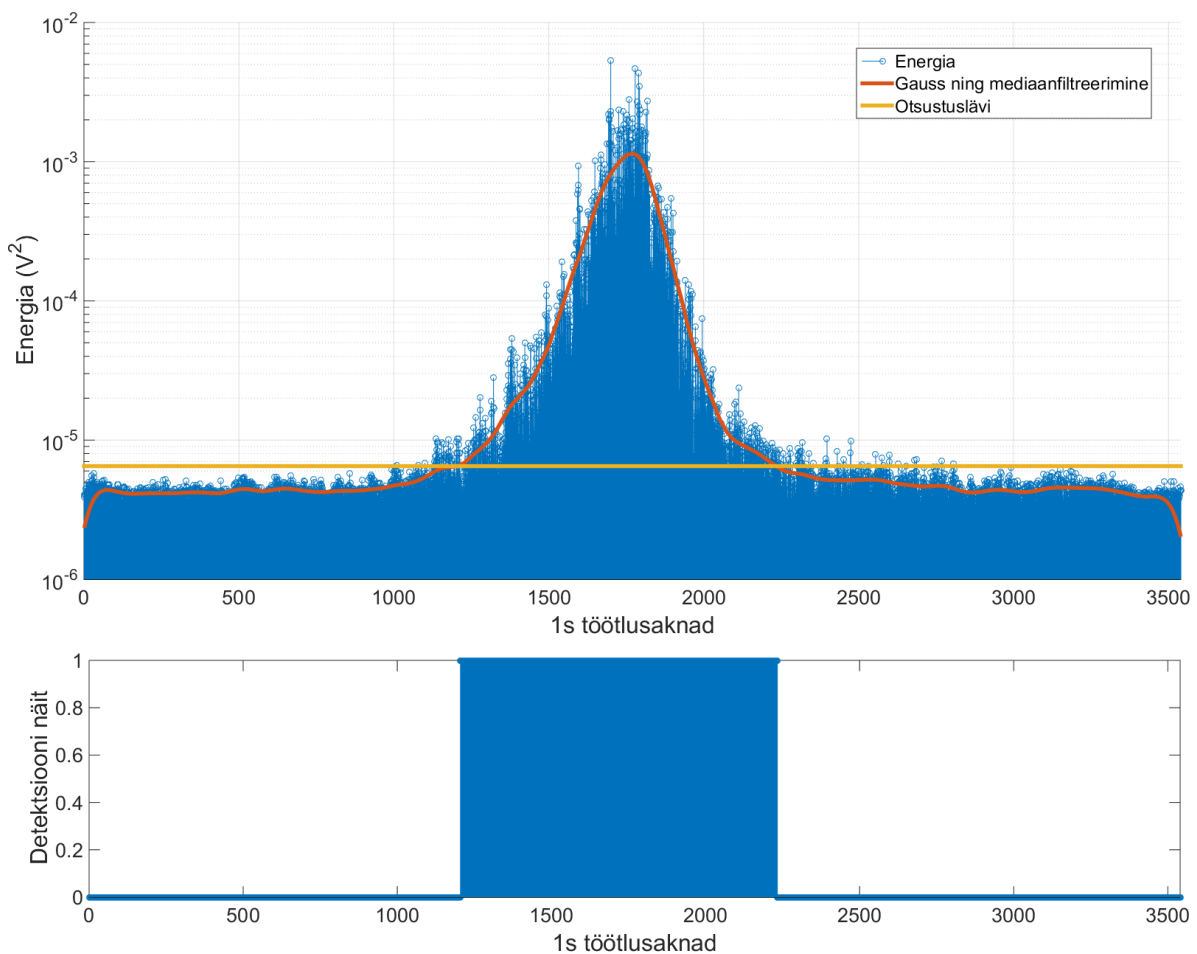 10^-2
10^-3
10^-4
10^-5
10^-6
Energia (V^2)
Energia
Gauss ning mediaanfiltreerimine
Otsustuslävi
0 500 1000 1500 2000 2500 3000 3500
1s töötlusaknad
1
0.8
0.6
0.4
0.2
0
Detektsiooni näit
0 500 1000 1500 2000 2500 3000 3500
1s töötlusaknad